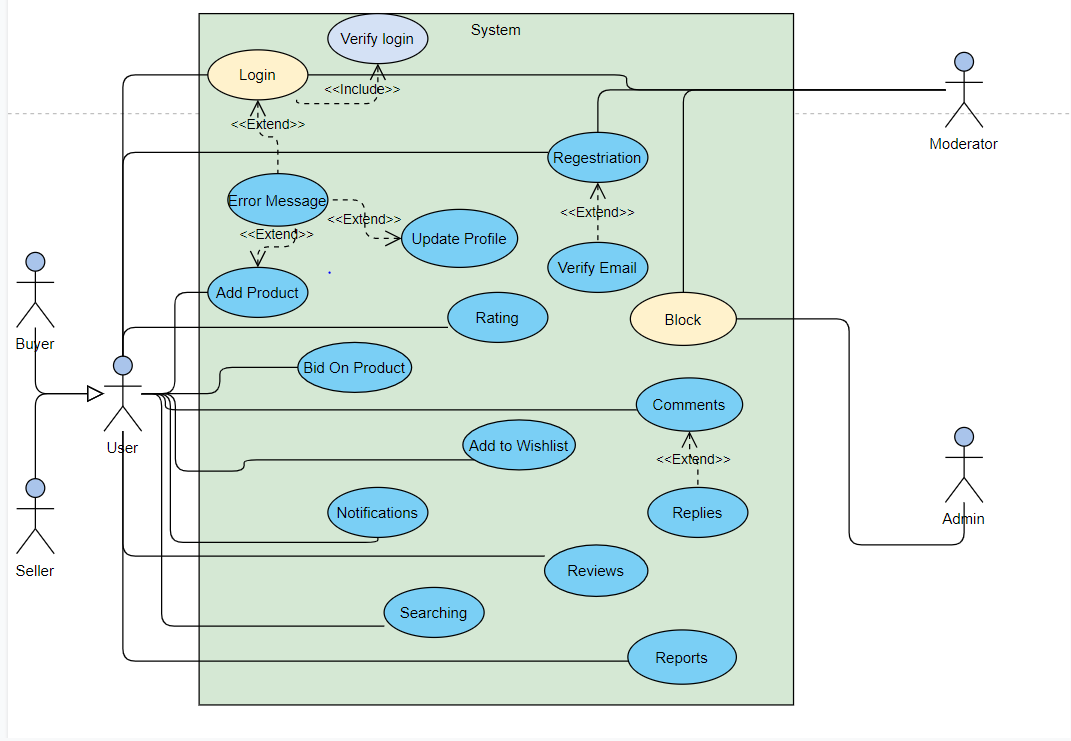 System
Verify login
Login
<<Include>>
<<Extend>>
Moderator
Regestriation
Error Message
<<Extend>>
<<Extend>>
<<Extend>>
Update Profile
Verify Email
Add Product
Rating
Block
Buyer
Bid On Product
Comments
User
Add to Wishlist
<<Extend>>
Notifications
Replies
Admin
Seller
Reviews
Searching
Reports